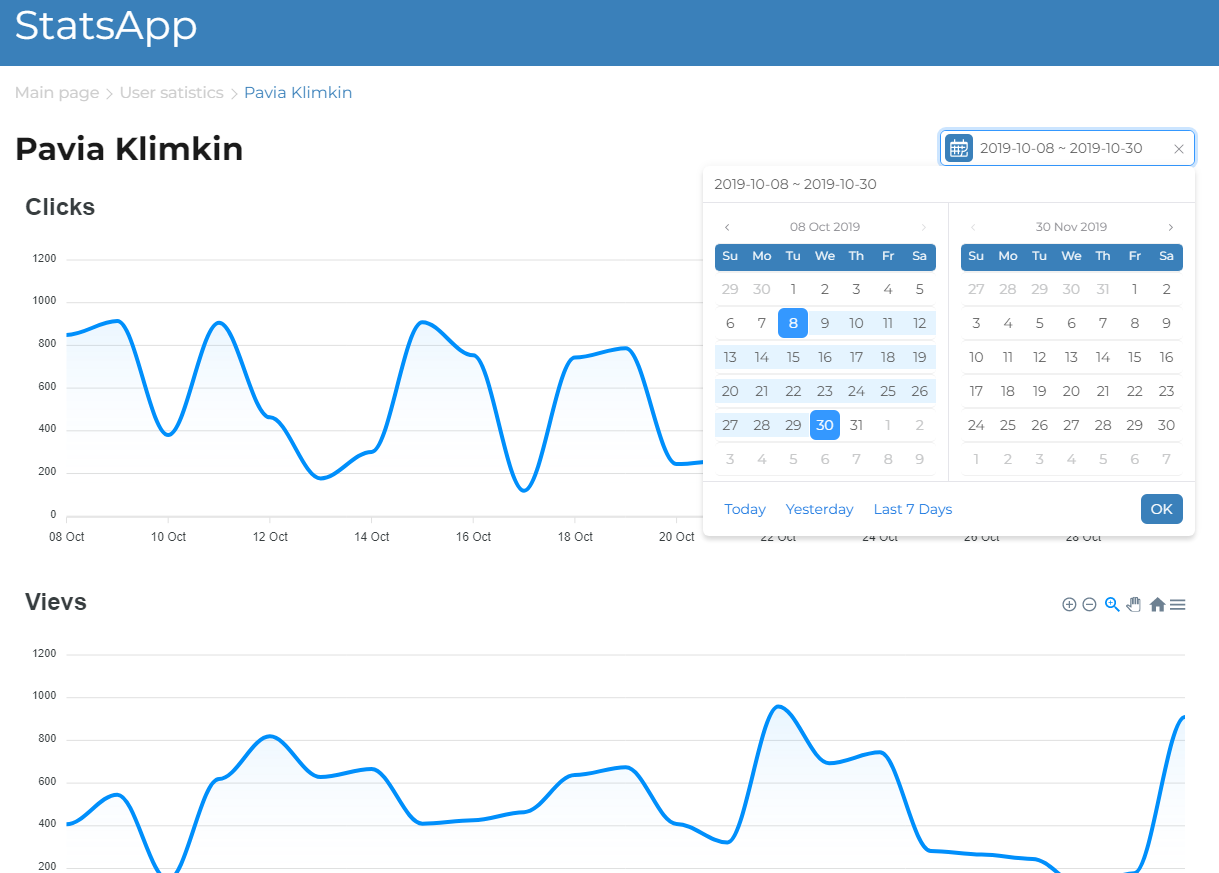 StatsApp
Main page > User satistics > Pavia Klimkin
Pavia Klimkin
2019-10-08 ~ 2019-10-30
2019-10-08 ~ 2019-10-30
Clicks
08 Oct 2019
Su Mo Tu We Th Fr Sa
29 30 1 2 3 4 5
6 7 8 9 10 11 12
13 14 15 16 17 18 19
20 21 22 23 24 25 26
27 28 29 30 31 1 2
3 4 5 6 7 8 9
30 Nov 2019
Su Mo Tu We Th Fr Sa
27 28 29 30 31 1 2
3 4 5 6 7 8 9
10 11 12 13 14 15 16
17 18 19 20 21 22 23
24 25 26 27 28 29 30
1 2 3 4 5 6 7
Today Yesterday Last 7 Days OK
1200
1000
800
600
400
200
0
08 Oct 10 Oct 12 Oct 14 Oct 16 Oct 18 Oct 20 Oct 22 Oct 24 Oct 26 Oct 28 Oct
Vievs
1200
1000
800
600
400
200